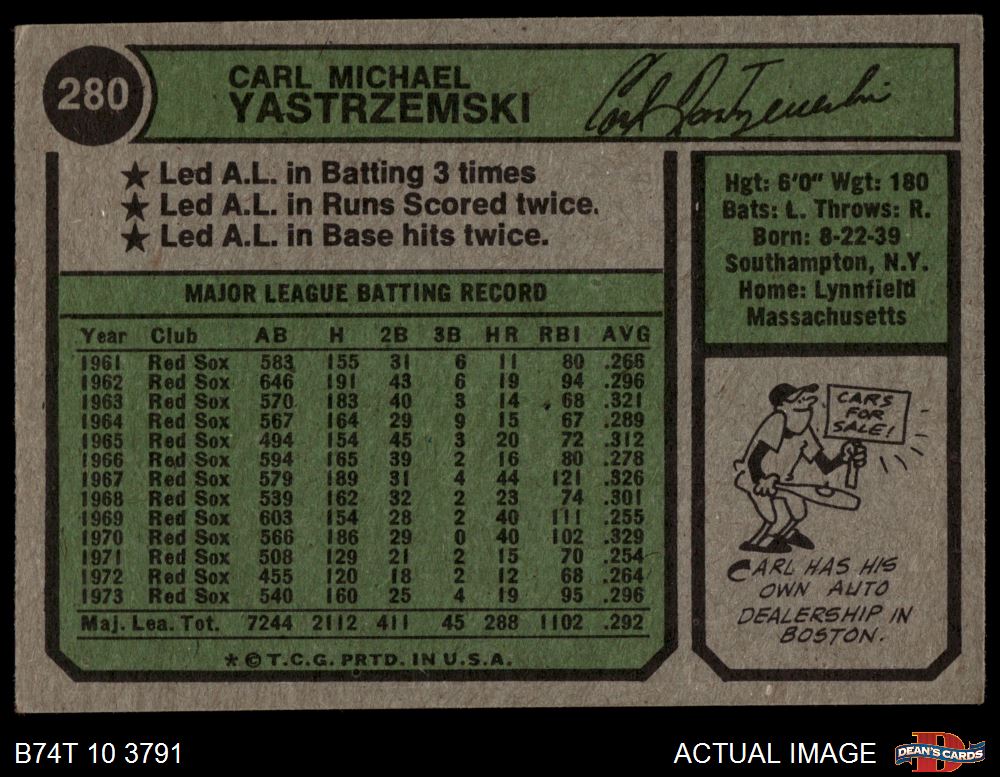 280
CARL MICHAEL
YASTRZEMSKI
Carl Yastrzemski
★ Led A.L. in Batting 3 times
★ Led A.L. in Runs Scored twice.
★ Led A.L. in Base hits twice.
Hgt: 6'0" Wgt: 180
Bats: L. Throws: R.
Born: 8-22-39
Southampton, N.Y.
Home: Lynnfield
Massachusetts
MAJOR LEAGUE BATTING RECORD
Year Club AB H 2B 3B HR RBI AVG
1961 Red Sox 583 155 31 6 11 80 .266
1962 Red Sox 646 191 43 6 19 94 .296
1963 Red Sox 570 183 40 3 14 68 .321
1964 Red Sox 567 164 29 9 15 67 .289
1965 Red Sox 494 154 45 3 20 72 .312
1966 Red Sox 594 165 39 2 16 80 .278
1967 Red Sox 579 189 31 4 44 121 .326
1968 Red Sox 539 162 32 2 23 74 .301
1969 Red Sox 603 154 28 2 40 111 .255
1970 Red Sox 566 186 29 0 40 102 .329
1971 Red Sox 508 129 21 2 15 70 .254
1972 Red Sox 455 120 18 2 12 68 .264
1973 Red Sox 540 160 25 4 19 95 .296
Maj. Lea. Tot. 7244 2112 411 45 288 1102 .292
* © T.C.G. PRTD. IN U.S.A.
CARS
FOR
SALE!
CARL HAS HIS
OWN AUTO
DEALERSHIP IN
BOSTON.
B74T 10 3791
ACTUAL IMAGE
D
DEAN'S CARDS